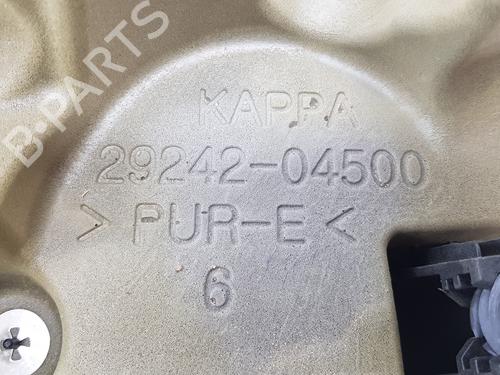 B-PARTS
KAPPA
29242-04500
> PUR-E <
6